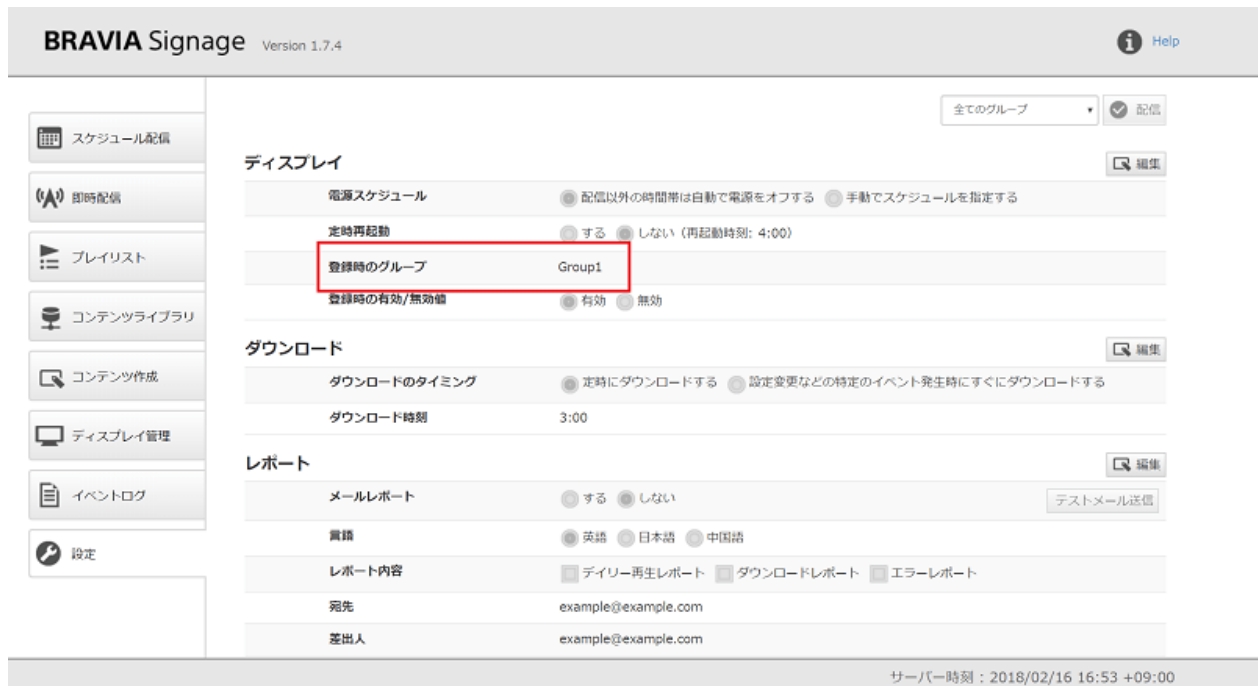 BRAVIA Signage Version 1.7.4
Help
全てのグループ 配信
スケジュール配信
即時配信
プレイリスト
コンテンツライブラリ
コンテンツ作成
ディスプレイ管理
イベントログ
設定
ディスプレイ 編集
電源スケジュール 配信以外の時間帯は自動で電源をオフする 手動でスケジュールを指定する
定時再起動 する しない（再起動時刻: 4:00）
登録時のグループ Group1
登録時の有効/無効値 有効 無効
ダウンロード 編集
ダウンロードのタイミング 定時にダウンロードする 設定変更などの特定のイベント発生時にすぐにダウンロードする
ダウンロード時刻 3:00
レポート 編集
メールレポート する しない テストメール送信
言語 英語 日本語 中国語
レポート内容 デイリー再生レポート ダウンロードレポート エラーレポート
宛先 example@example.com
差出人 example@example.com
サーバー時刻 : 2018/02/16 16:53 +09:00